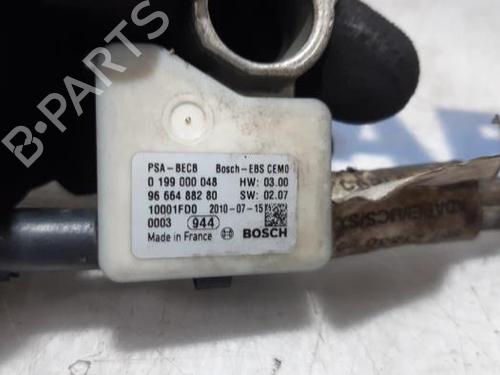 B-PARTS
PSA-BECB Bosch-EBS CEMO
0 199 000 048 HW: 03.00
96 664 882 80 SW: 02.07
10001FD0 2010-07-15
0003 944
Made in France BOSCH